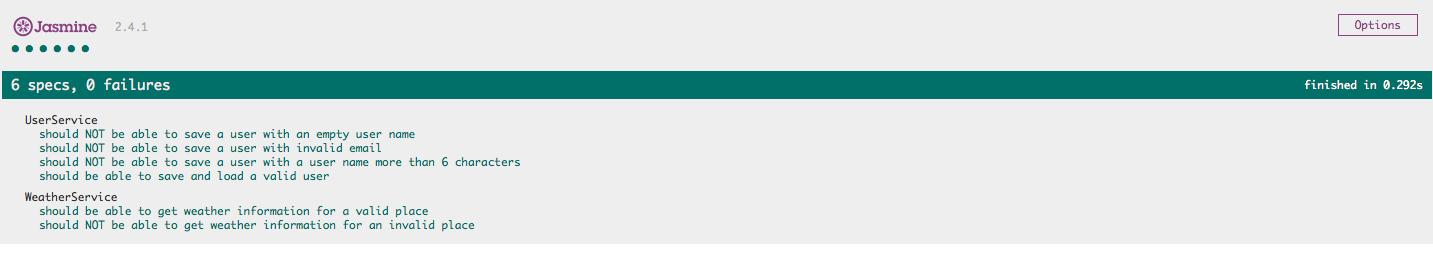 Jasmine 2.4.1 Options
6 specs, 0 failures finished in 0.292s
UserService
should NOT be able to save a user with an empty user name
should NOT be able to save a user with invalid email
should NOT be able to save a user with a user name more than 6 characters
should be able to save and load a valid user
WeatherService
should be able to get weather information for a valid place
should NOT be able to get weather information for an invalid place